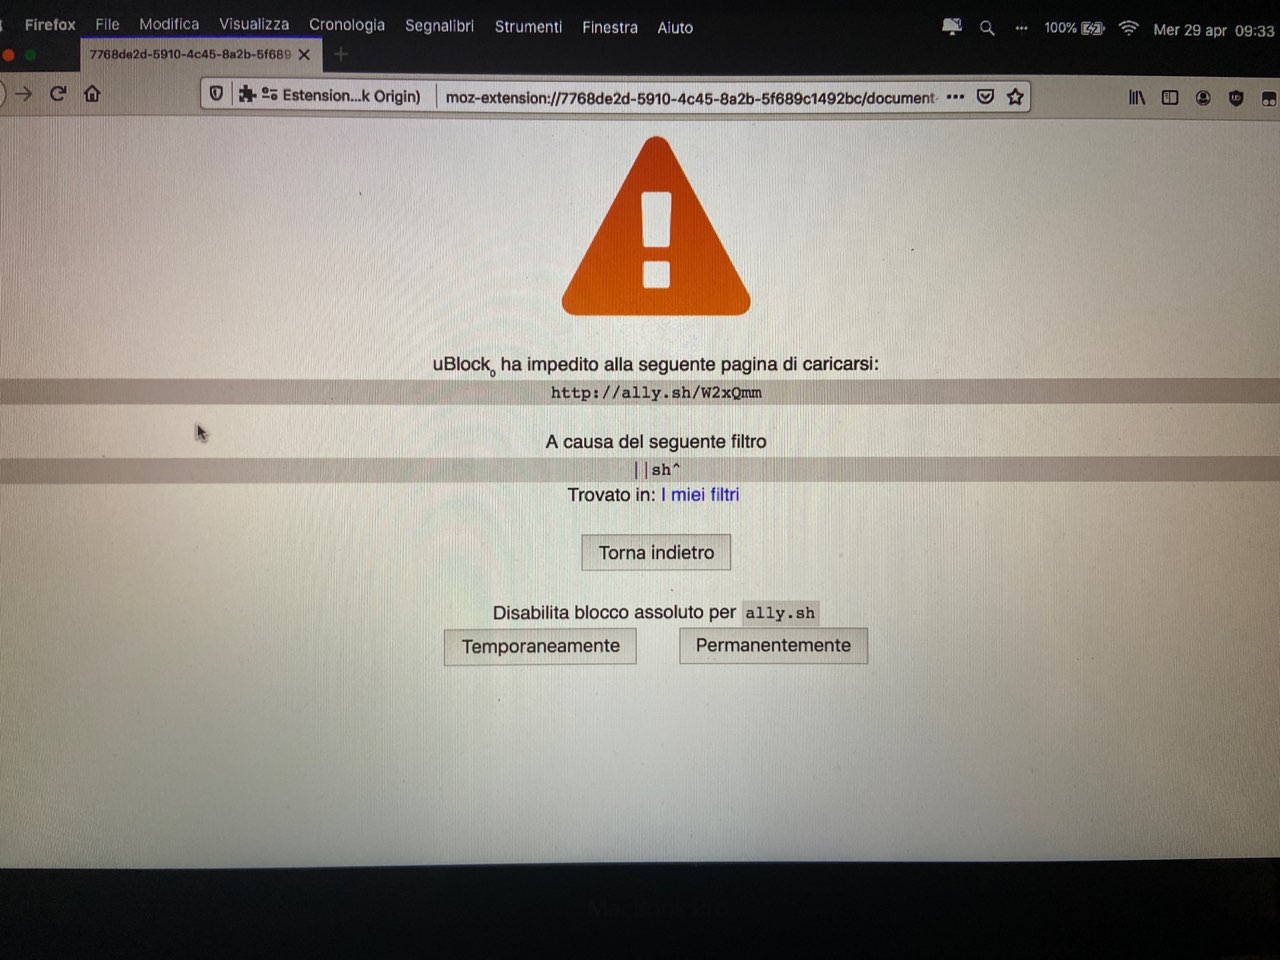 Firefox File Modifica Visualizza Cronologia Segnalibri Strumenti Finestra Aiuto 100% Mer 29 apr 09:33
7768de2d-5910-4c45-8a2b-5f689
Estension...k Origin) moz-extension://7768de2d-5910-4c45-8a2b-5f689c1492bc/document
uBlock₀ ha impedito alla seguente pagina di caricarsi:
http://ally.sh/W2xQmm
A causa del seguente filtro
||sh^
Trovato in: I miei filtri
Torna indietro
Disabilita blocco assoluto per ally.sh
Temporaneamente Permanentemente
MacBook Pro